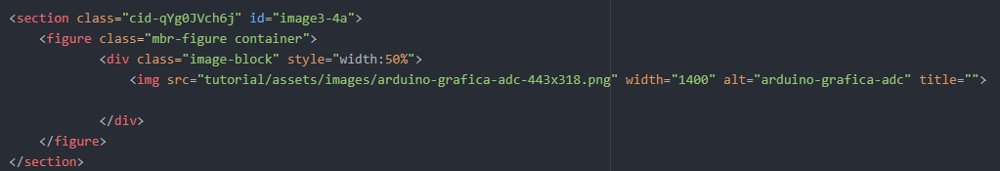 <section class="cid-qYg0JVch6j" id="image3-4a">
<figure class="mbr-figure container">
<div class="image-block" style="width:50%">
<img src="tutorial/assets/images/arduino-grafica-adc-443x318.png" width="1400" alt="arduino-grafica-adc" title="">
</div>
</figure>
</section>